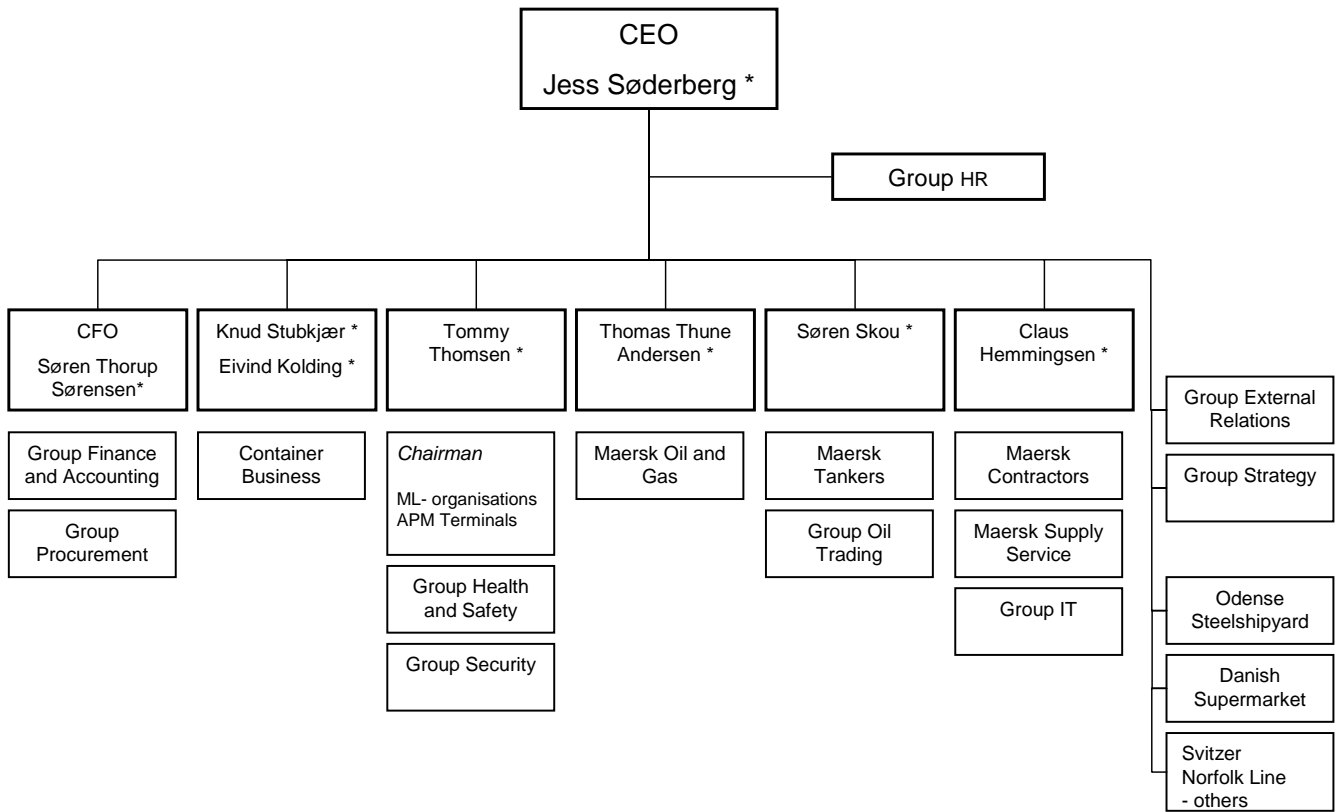 CEO
Jess Søderberg *
Group HR
CFO
Søren Thorup
Sørensen*
Knud Stubkjær *
Eivind Kolding *
Tommy
Thomsen *
Thomas Thune
Andersen *
Søren Skou *
Claus
Hemmingsen *
Group Finance
and Accounting
Group
Procurement
Container
Business
Chairman
ML- organisations
APM Terminals
Group Health
and Safety
Group Security
Maersk Oil and
Gas
Maersk
Tankers
Group Oil
Trading
Maersk
Contractors
Maersk Supply
Service
Group IT
Group External
Relations
Group Strategy
Odense
Steelshipyard
Danish
Supermarket
Svitzer
Norfolk Line
- others